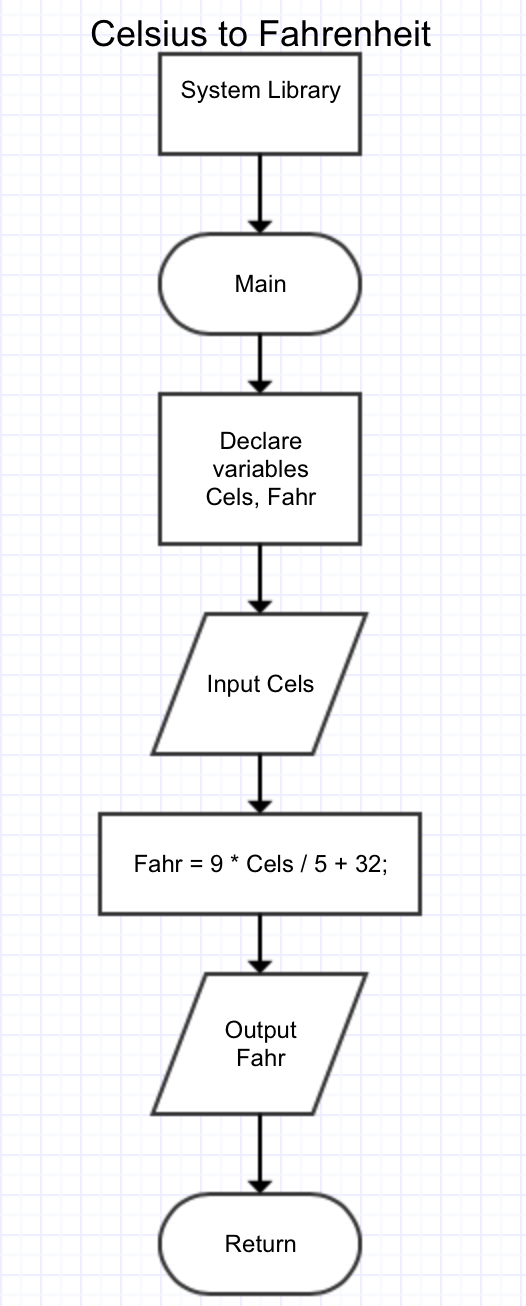 Celsius to Fahrenheit
System Library
Main
Declare
variables
Cels, Fahr
Input Cels
Fahr = 9 * Cels / 5 + 32;
Output
Fahr
Return